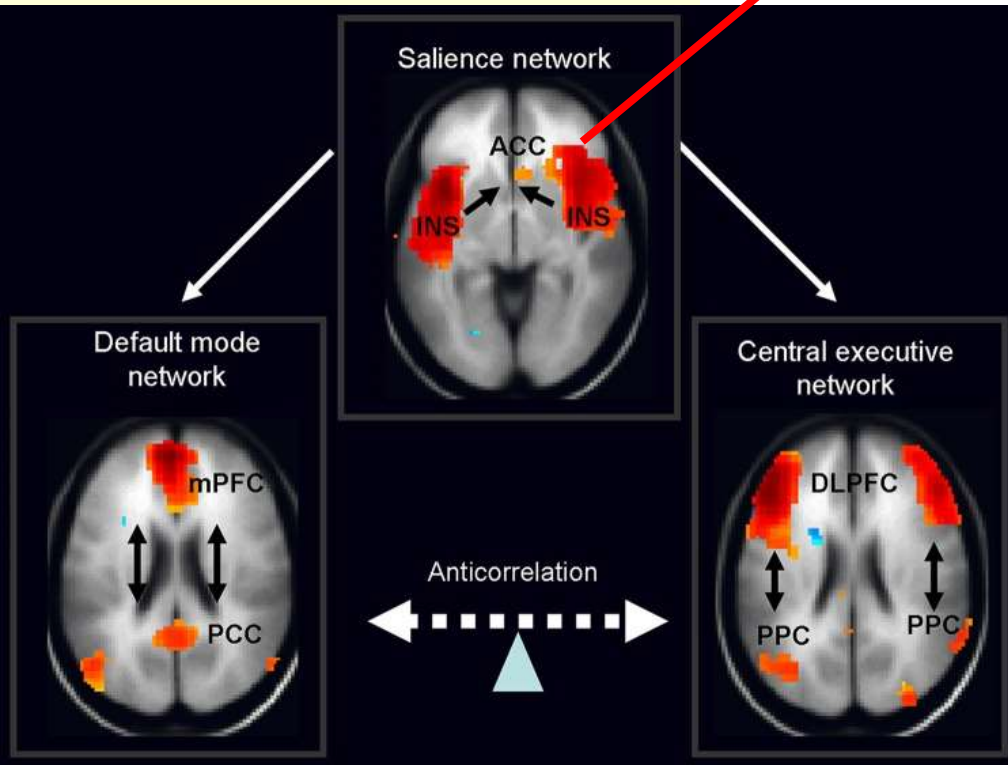 Salience network
ACC
INS
INS
Default mode
network
mPFC
PCC
Anticorrelation
Central executive
network
DLPFC
PPC
PPC